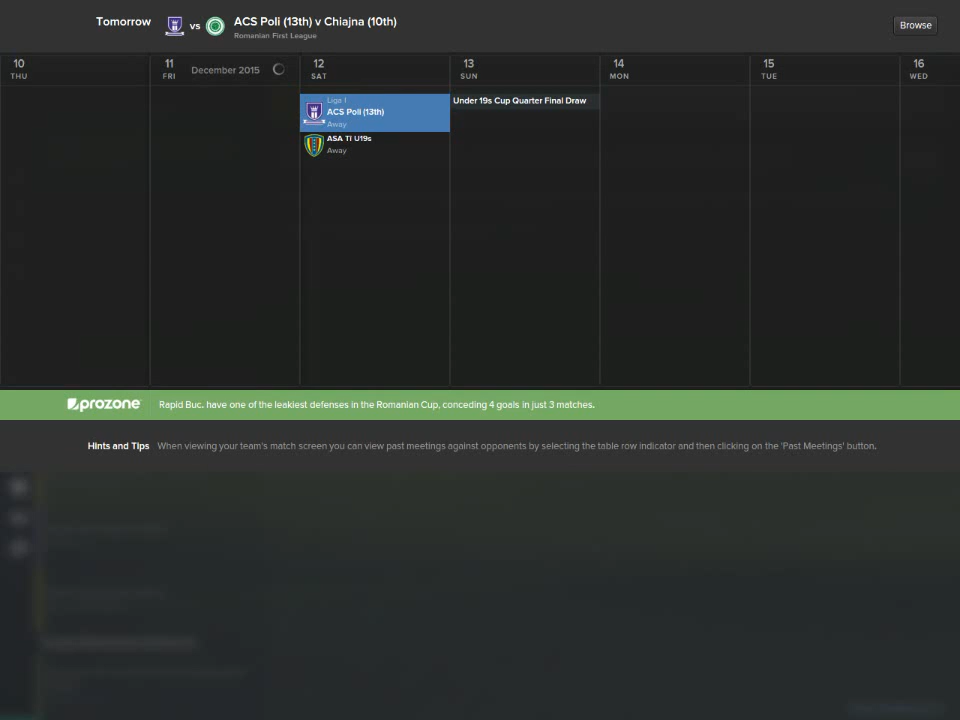 Tomorrow
vs
ACS Poli (13th) v Chiajna (10th)
Romanian First League
Browse
10
THU
11
FRI
December 2015
12
SAT
13
SUN
14
MON
15
TUE
16
WED
Liga I
ACS Poli (13th)
Away
ASA TÎ U19s
Away
Under 19s Cup Quarter Final Draw
prozone
Rapid Buc. have one of the leakiest defenses in the Romanian Cup, conceding 4 goals in just 3 matches.
Hints and Tips
When viewing your team's match screen you can view past meetings against opponents by selecting the table row indicator and then clicking on the 'Past Meetings' button.